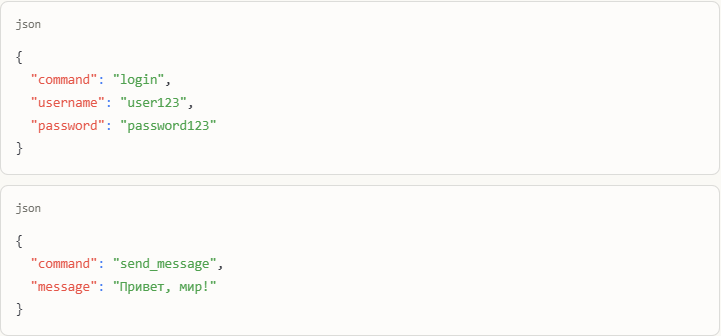 json
{
  "command": "login",
  "username": "user123",
  "password": "password123"
}
json
{
  "command": "send_message",
  "message": "Привет, мир!"
}